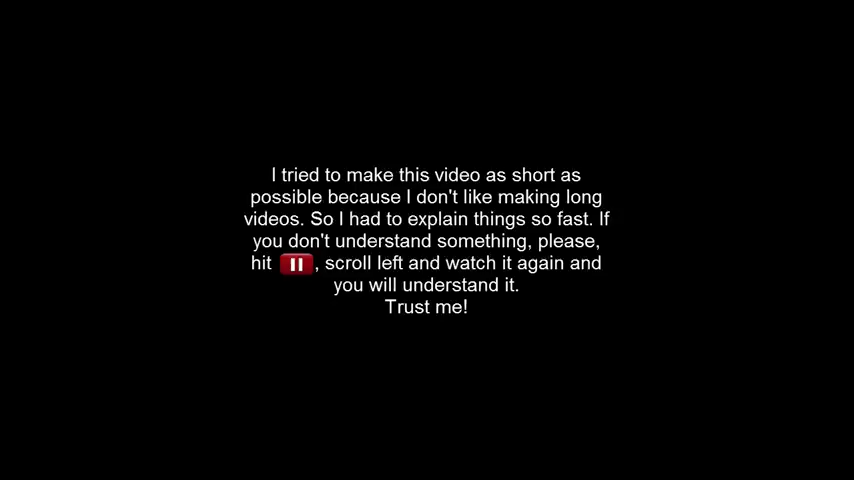 I tried to make this video as short as
possible because I don't like making long
videos. So I had to explain things so fast. If
you don't understand something, please,
hit , scroll left and watch it again and
you will understand it.
Trust me!